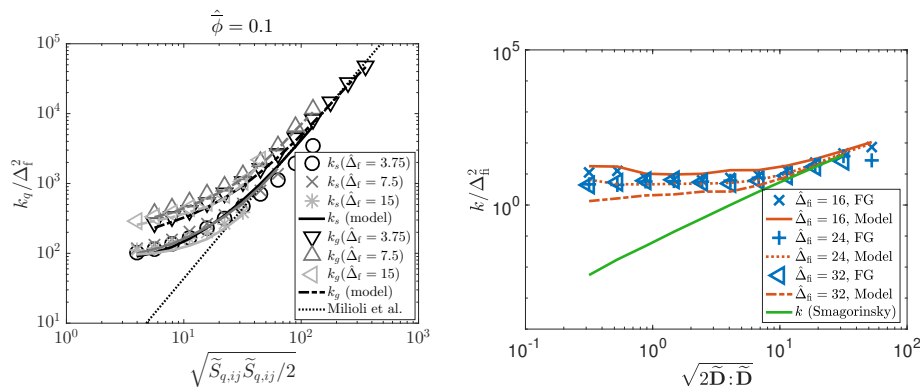 $\hat{\overline{\phi}} = 0.1$
$10^5$
$10^4$
$10^3$
$10^2$
$10^1$
$k_q/\Delta_{\mathrm{f}}^2$
$k_s(\hat{\Delta}_{\mathrm{f}} = 3.75)$
$k_s(\hat{\Delta}_{\mathrm{f}} = 7.5)$
$k_s(\hat{\Delta}_{\mathrm{f}} = 15)$
$k_s$ (model)
$k_g(\hat{\Delta}_{\mathrm{f}} = 3.75)$
$k_g(\hat{\Delta}_{\mathrm{f}} = 7.5)$
$k_g(\hat{\Delta}_{\mathrm{f}} = 15)$
$k_g$ (model)
Milioli et al.
$10^0$ $10^1$ $10^2$ $10^3$
$\sqrt{\widetilde{S}_{q,ij}\widetilde{S}_{q,ij}/2}$
$10^5$
$10^0$
$k/\Delta_{\mathrm{fi}}^2$
$\hat{\Delta}_{\mathrm{fi}} = 16$, FG
$\hat{\Delta}_{\mathrm{fi}} = 16$, Model
$\hat{\Delta}_{\mathrm{fi}} = 24$, FG
$\hat{\Delta}_{\mathrm{fi}} = 24$, Model
$\hat{\Delta}_{\mathrm{fi}} = 32$, FG
$\hat{\Delta}_{\mathrm{fi}} = 32$, Model
$k$ (Smagorinsky)
$10^{-1}$ $10^0$ $10^1$ $10^2$
$\sqrt{2\widetilde{\mathbf{D}}:\widetilde{\mathbf{D}}}$